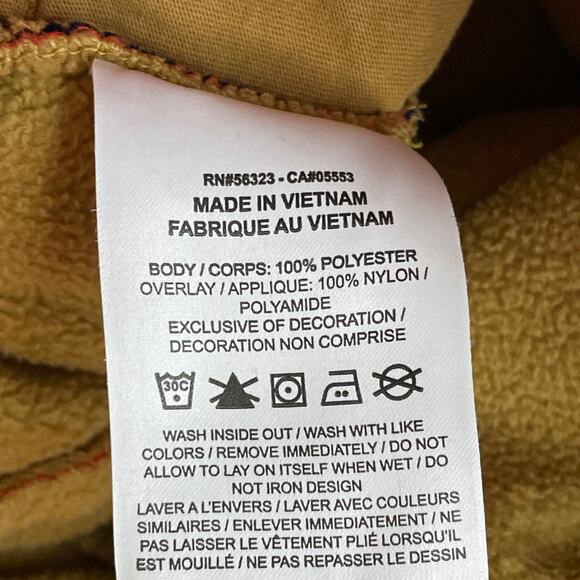 RN#56323 - CA#05553
MADE IN VIETNAM
FABRIQUE AU VIETNAM
BODY / CORPS: 100% POLYESTER
OVERLAY / APPLIQUE: 100% NYLON /
POLYAMIDE
EXCLUSIVE OF DECORATION /
DECORATION NON COMPRISE
30C
WASH INSIDE OUT / WASH WITH LIKE
COLORS / REMOVE IMMEDIATELY / DO NOT
ALLOW TO LAY ON ITSELF WHEN WET / DO
NOT IRON DESIGN
LAVER A L'ENVERS / LAVER AVEC COULEURS
SIMILAIRES / ENLEVER IMMEDIATEMENT / NE
PAS LAISSER LE VÊTEMENT PLIÉ LORSQU'IL
EST MOUILLÉ / NE PAS REPASSER LE DESSIN